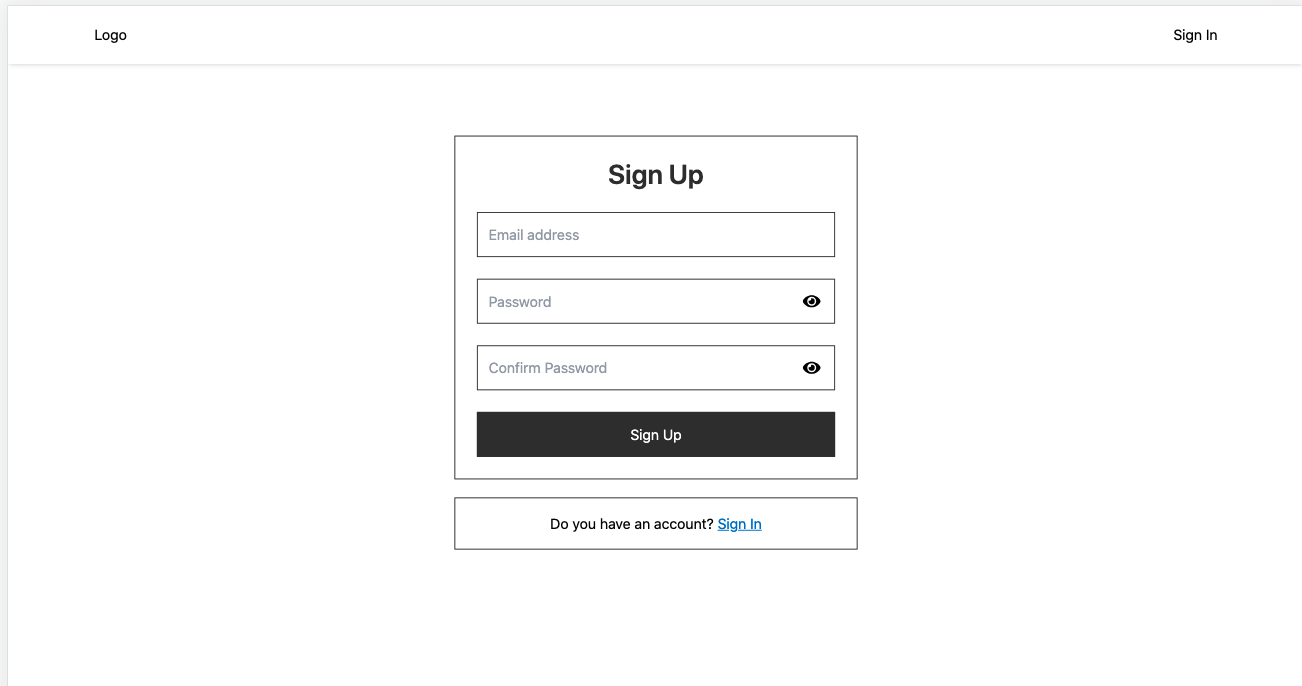 Logo
Sign In
Sign Up
Email address
Password
Confirm Password
Sign Up
Do you have an account? Sign In